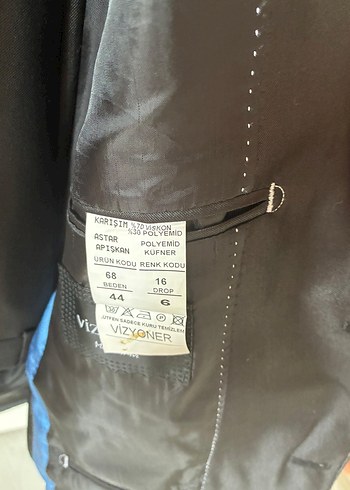 KARIŞIM %70 VİSKON
%30 POLYEMİD
ASTAR POLYEMİD
APIŞKAN KÜFNER
ÜRÜN KODU RENK KODU
68 16
BEDEN DROP
44 6
LÜTFEN SADECE KURU TEMİZLEME
VİZYONER